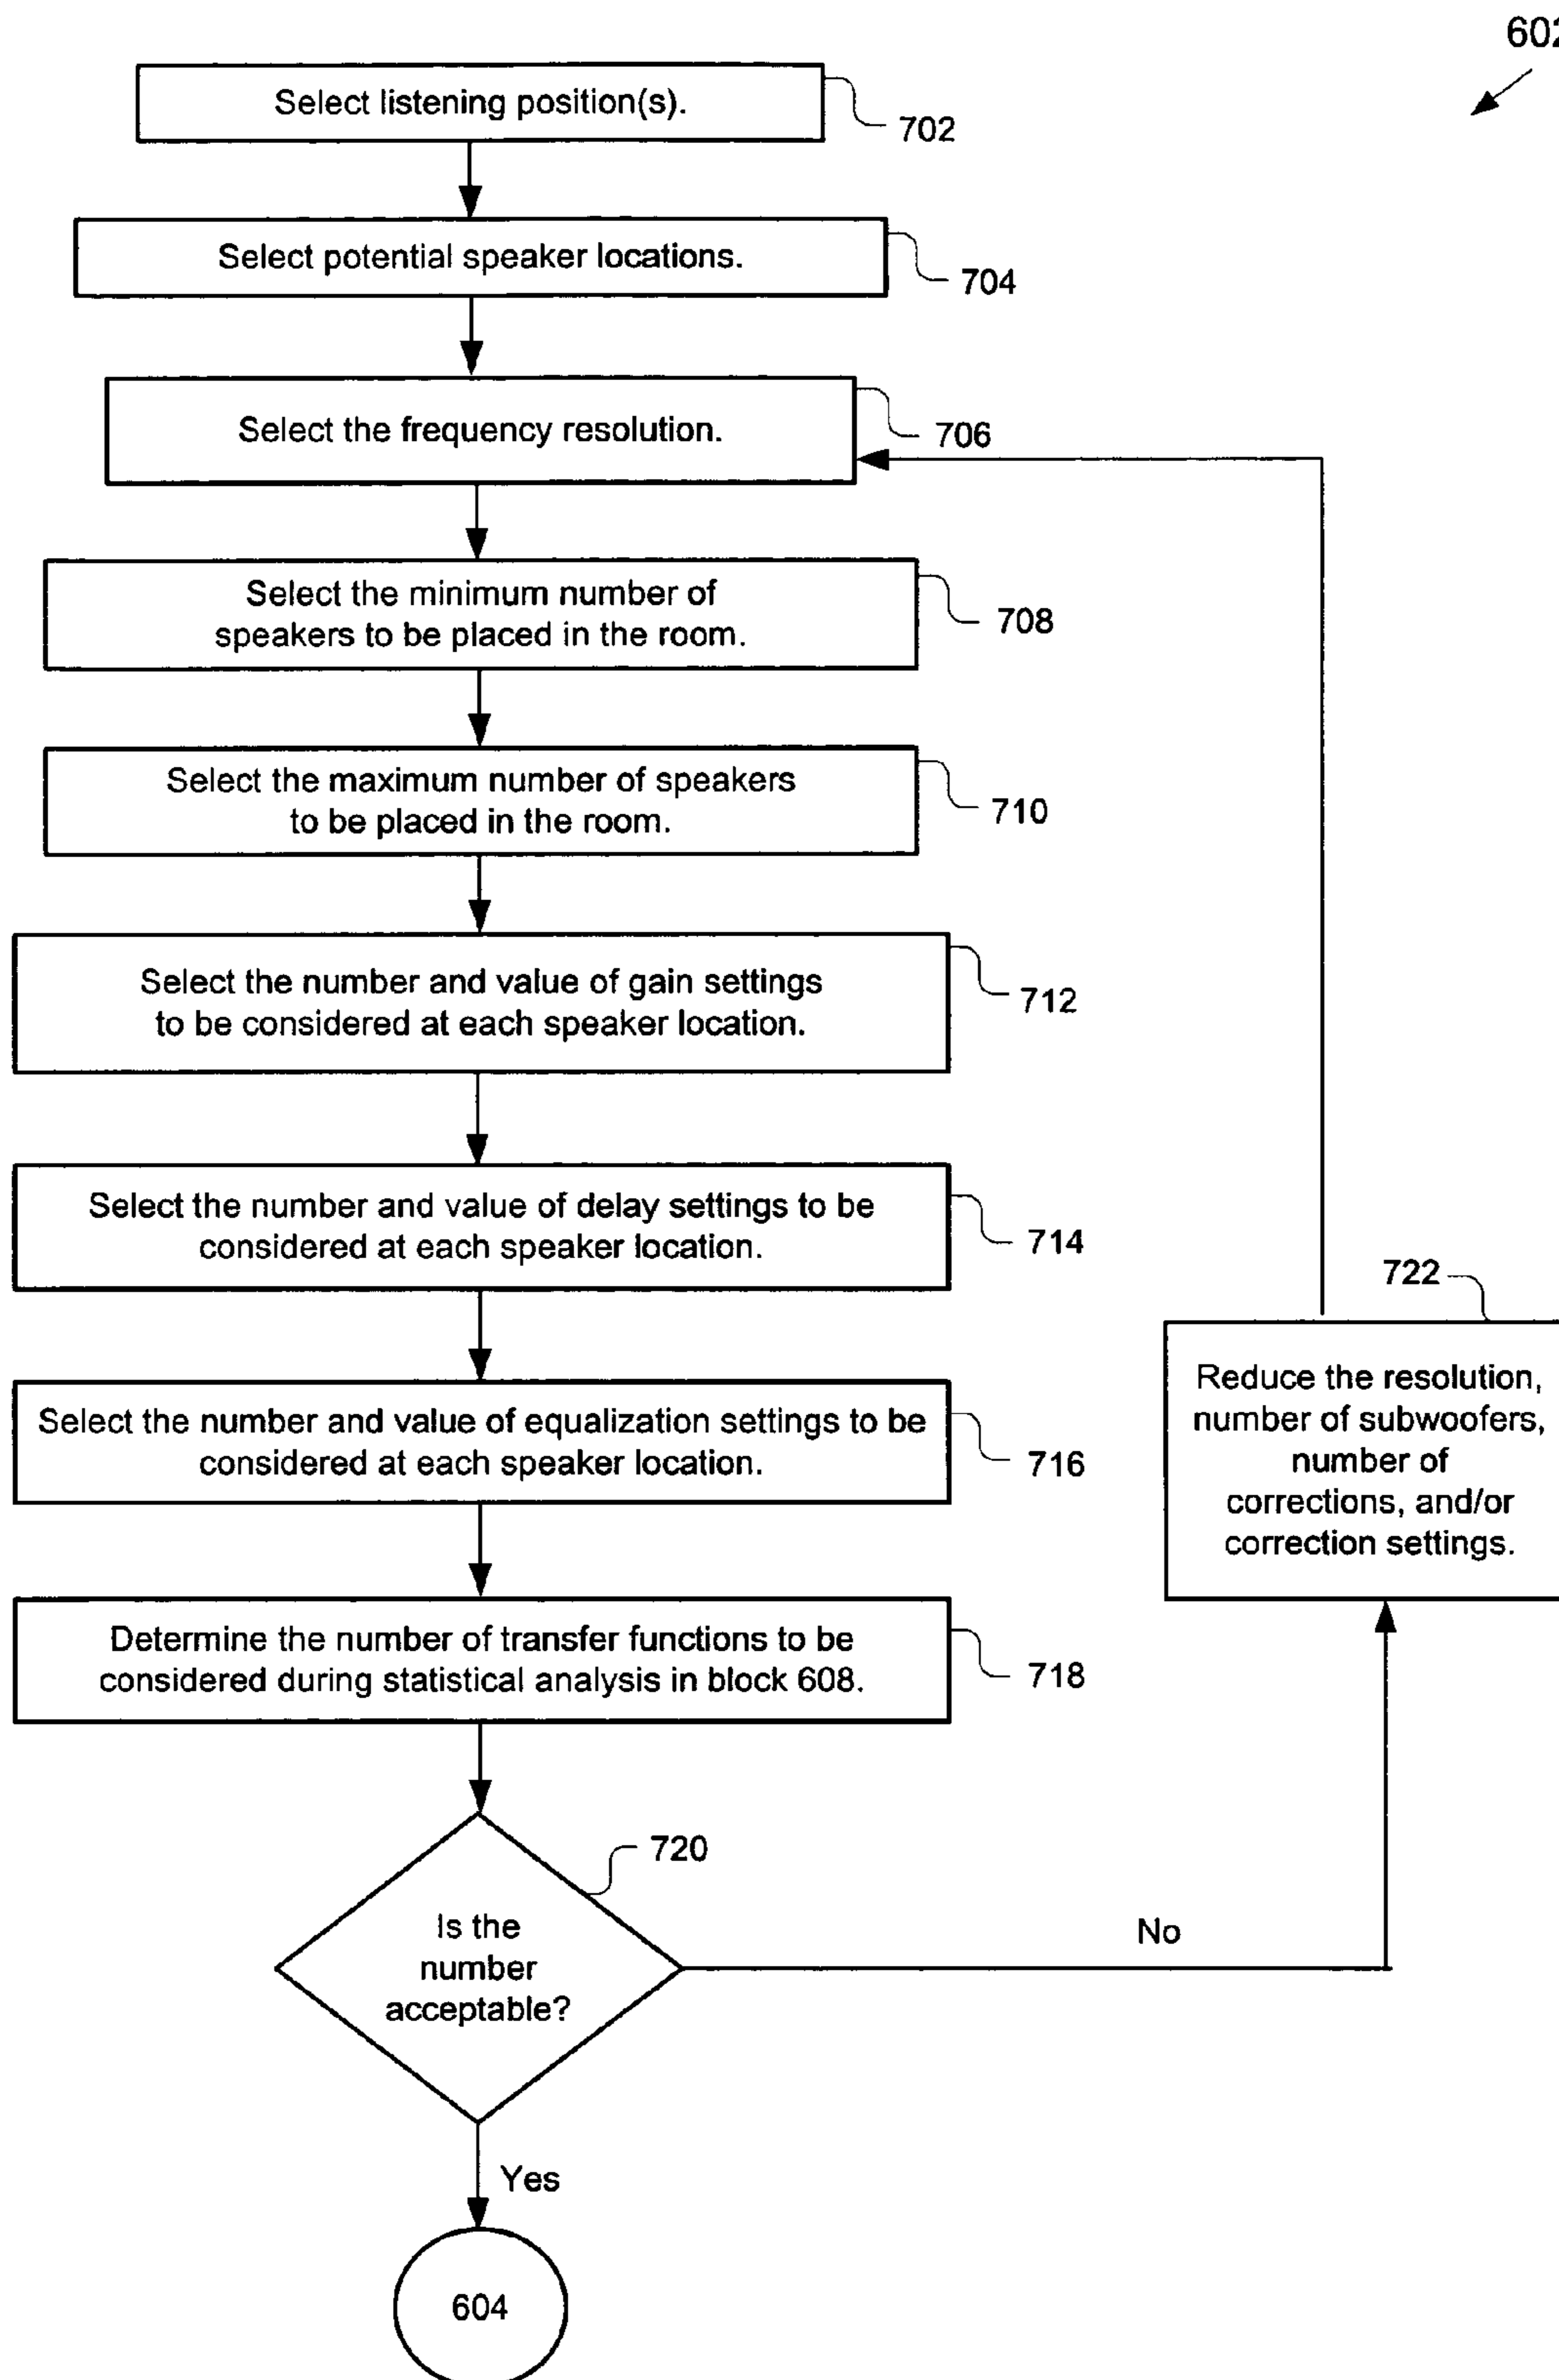 602
Select listening position(s).
702
Select potential speaker locations.
704
Select the frequency resolution.
706
Select the minimum number of
speakers to be placed in the room.
708
Select the maximum number of speakers
to be placed in the room.
710
Select the number and value of gain settings
to be considered at each speaker location.
712
Select the number and value of delay settings to be
considered at each speaker location.
714
722
Reduce the resolution,
number of subwoofers,
number of
corrections, and/or
correction settings.
Select the number and value of equalization settings to be
considered at each speaker location.
716
Determine the number of transfer functions to be
considered during statistical analysis in block 608.
718
720
Is the
number
acceptable?
No
Yes
604